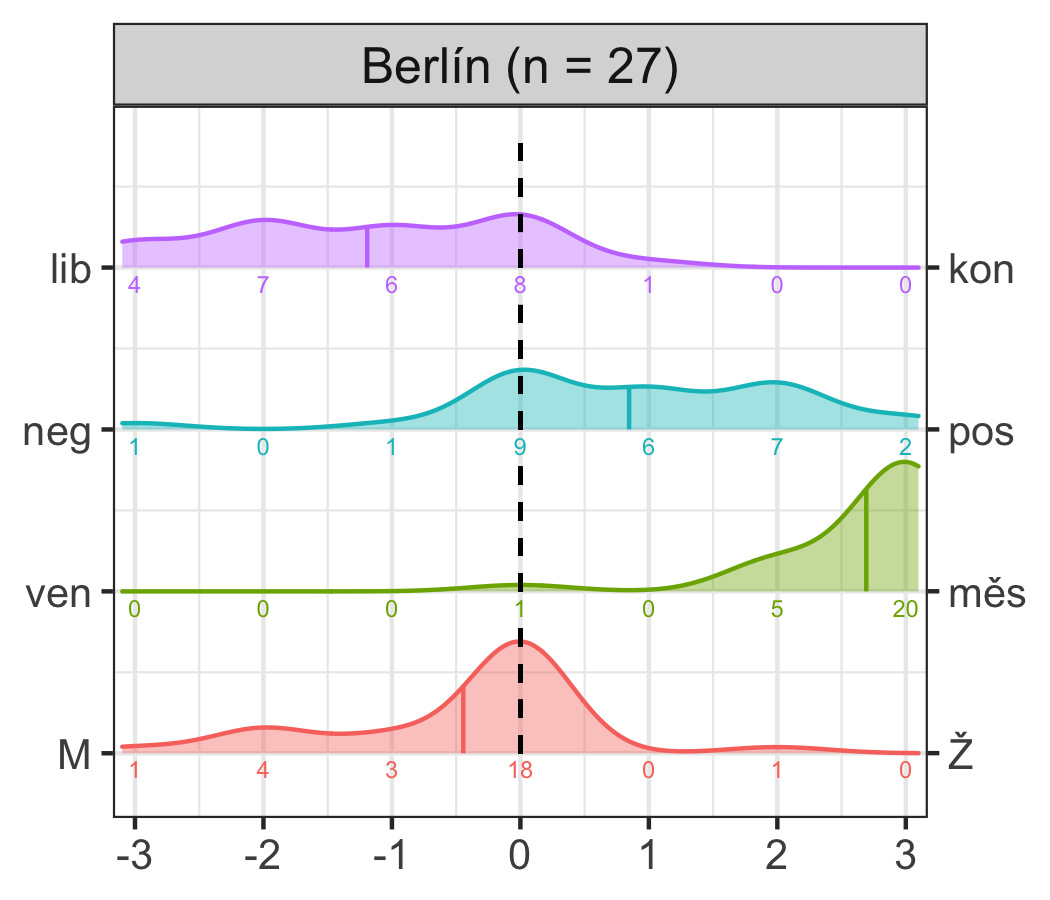 Berlín (n = 27)
lib kon
4 7 6 8 1 0 0
neg pos
1 0 1 9 6 7 2
ven měs
0 0 0 1 0 5 20
M Ž
1 4 3 18 0 1 0
-3 -2 -1 0 1 2 3